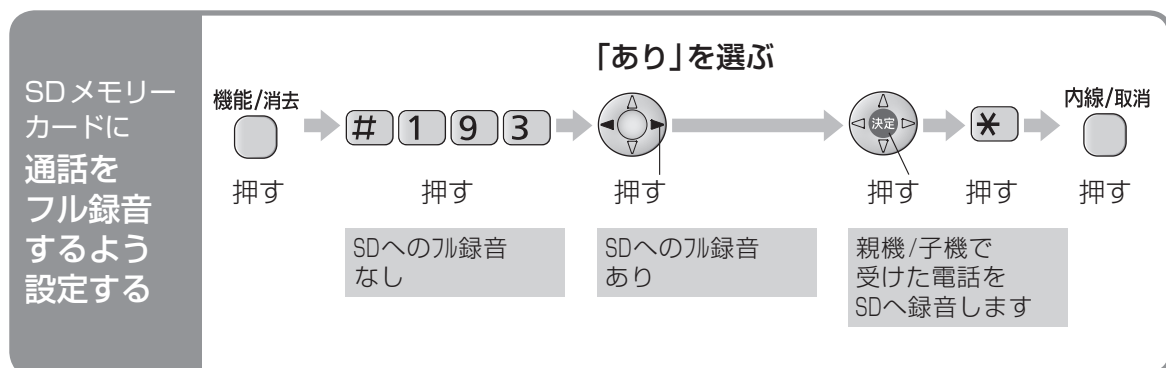 SDメモリー
カードに
通話を
フル録音
するよう
設定する
「あり」を選ぶ
機能/消去
# 1 9 3
決定
＊
内線/取消
押す
押す
押す
押す
押す
押す
SDへのﾌﾙ録音
なし
SDへのﾌﾙ録音
あり
親機/子機で
受けた電話を
SDへ録音します